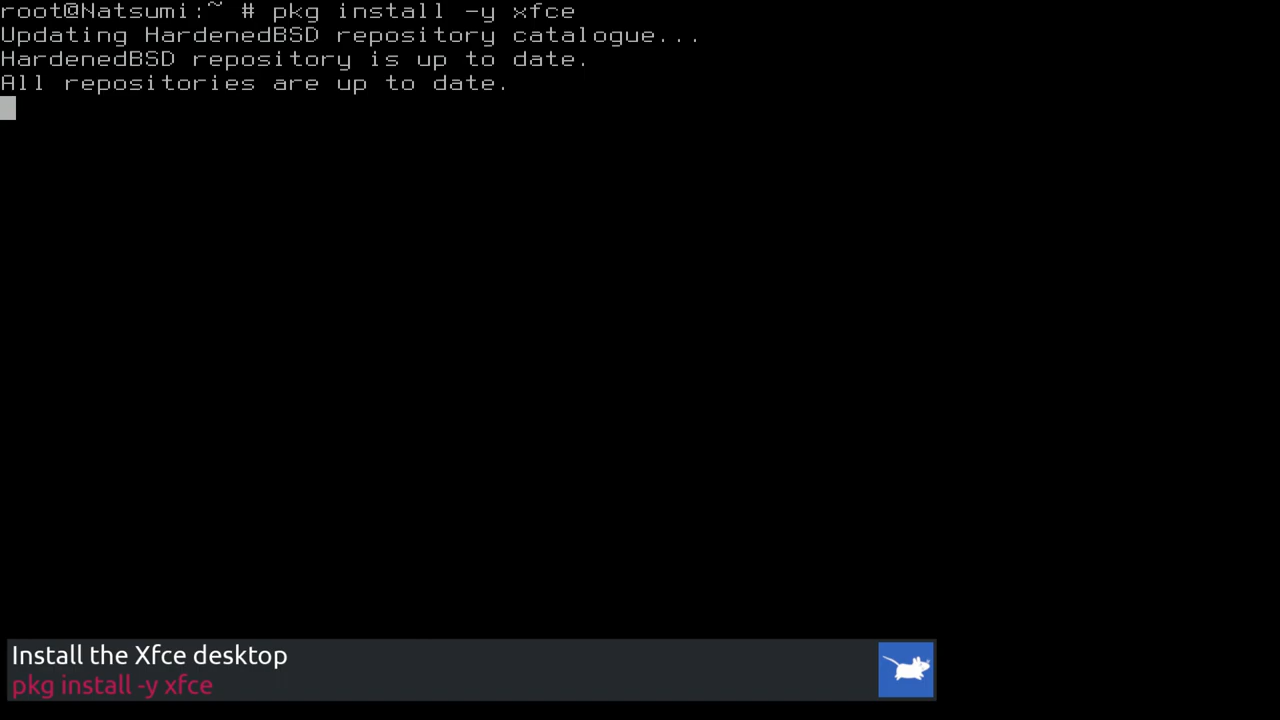 root@Natsumi:~ # pkg install -y xfce
Updating HardenedBSD repository catalogue...
HardenedBSD repository is up to date.
All repositories are up to date.
Install the Xfce desktop
pkg install -y xfce